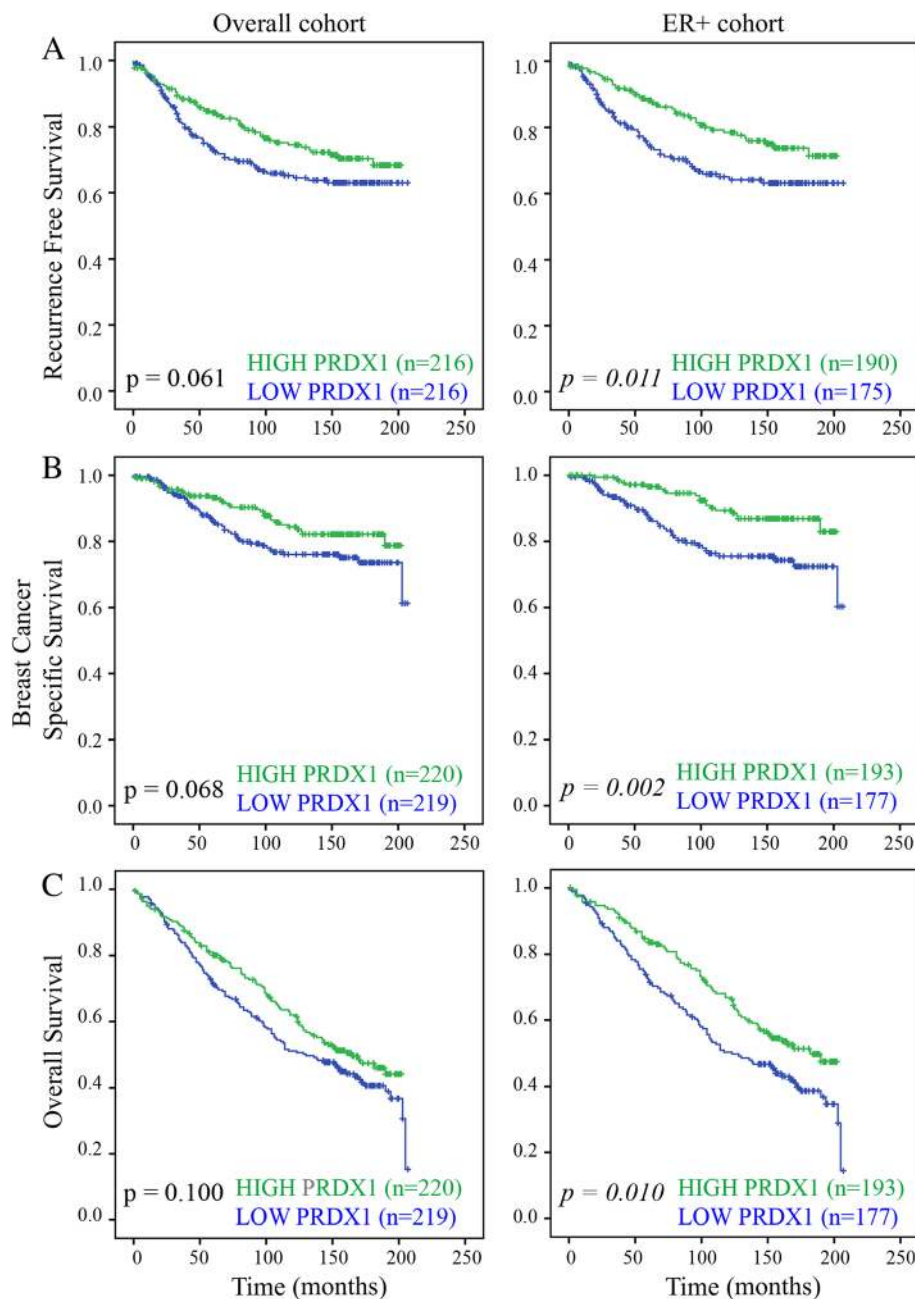 Overall cohort
ER+ cohort
A
Recurrence Free Survival
1.0
0.8
0.6
0.4
0.2
0.0
p = 0.061
HIGH PRDX1 (n=216)
LOW PRDX1 (n=216)
0 50 100 150 200 250
1.0
0.8
0.6
0.4
0.2
0.0
p = 0.011
HIGH PRDX1 (n=190)
LOW PRDX1 (n=175)
0 50 100 150 200 250
B
Breast Cancer
Specific Survival
1.0
0.8
0.6
0.4
0.2
0.0
p = 0.068
HIGH PRDX1 (n=220)
LOW PRDX1 (n=219)
0 50 100 150 200 250
1.0
0.8
0.6
0.4
0.2
0.0
p = 0.002
HIGH PRDX1 (n=193)
LOW PRDX1 (n=177)
0 50 100 150 200 250
C
Overall Survival
1.0
0.8
0.6
0.4
0.2
0.0
p = 0.100
HIGH PRDX1 (n=220)
LOW PRDX1 (n=219)
0 50 100 150 200 250
Time (months)
1.0
0.8
0.6
0.4
0.2
0.0
p = 0.010
HIGH PRDX1 (n=193)
LOW PRDX1 (n=177)
0 50 100 150 200 250
Time (months)